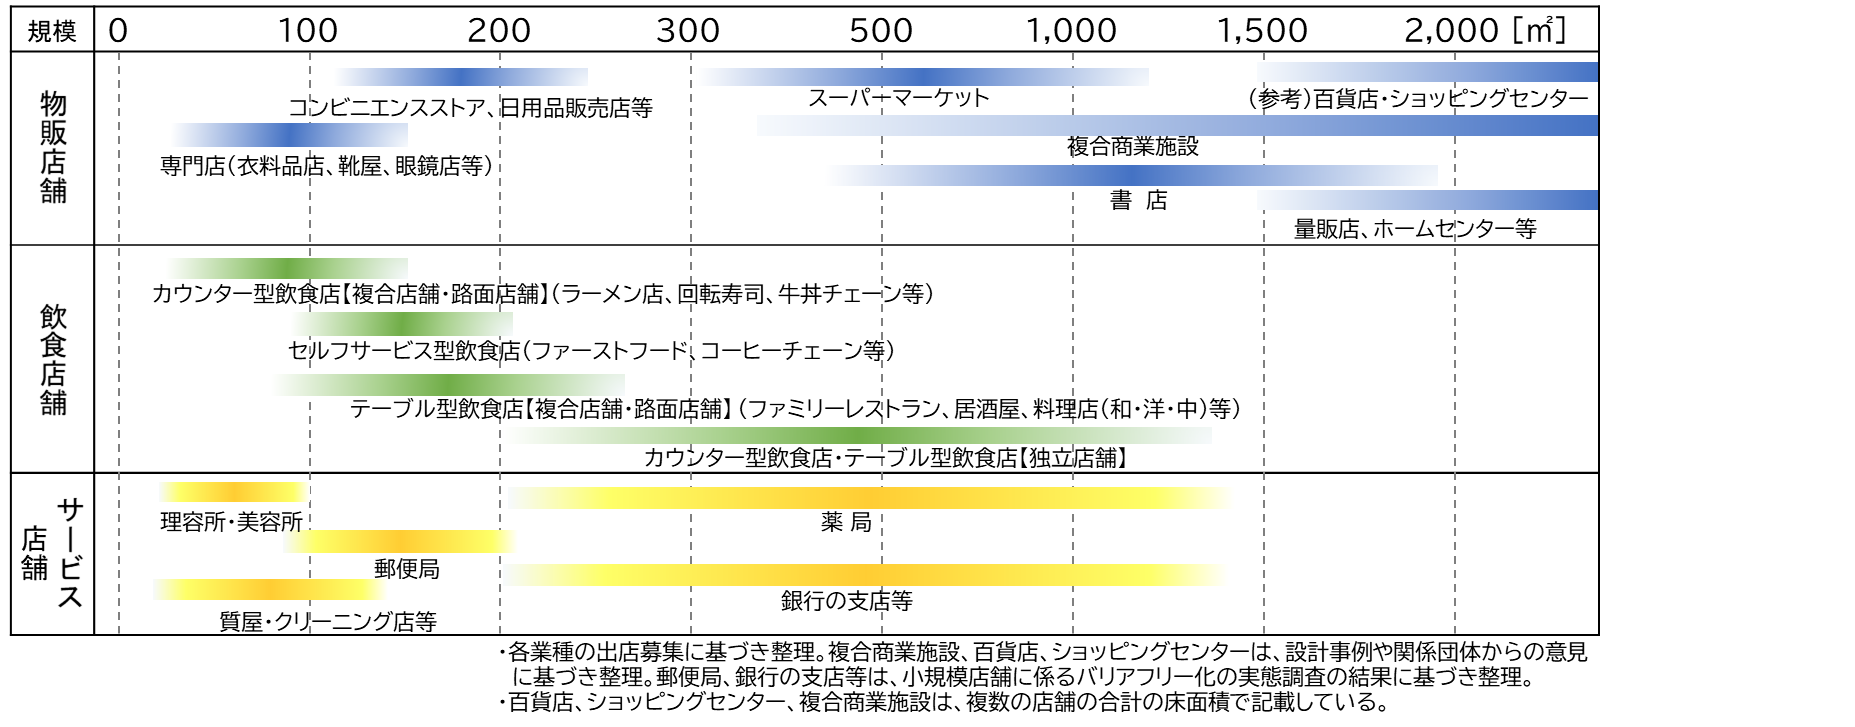 規模 0 100 200 300 500 1,000 1,500 2,000 [㎡]
物販店舗
コンビニエンスストア、日用品販売店等
スーパーマーケット
(参考)百貨店・ショッピングセンター
専門店(衣料品店、靴屋、眼鏡店等)
複合商業施設
書 店
量販店、ホームセンター等
飲食店舗
カウンター型飲食店【複合店舗・路面店舗】(ラーメン店、回転寿司、牛丼チェーン等)
セルフサービス型飲食店(ファーストフード、コーヒーチェーン等)
テーブル型飲食店【複合店舗・路面店舗】(ファミリーレストラン、居酒屋、料理店(和・洋・中)等)
カウンター型飲食店・テーブル型飲食店【独立店舗】
サービス
店舗
理容所・美容所
薬 局
郵便局
銀行の支店等
質屋・クリーニング店等
・各業種の出店募集に基づき整理。複合商業施設、百貨店、ショッピングセンターは、設計事例や関係団体からの意見
に基づき整理。郵便局、銀行の支店等は、小規模店舗に係るバリアフリー化の実態調査の結果に基づき整理。
・百貨店、ショッピングセンター、複合商業施設は、複数の店舗の合計の床面積で記載している。